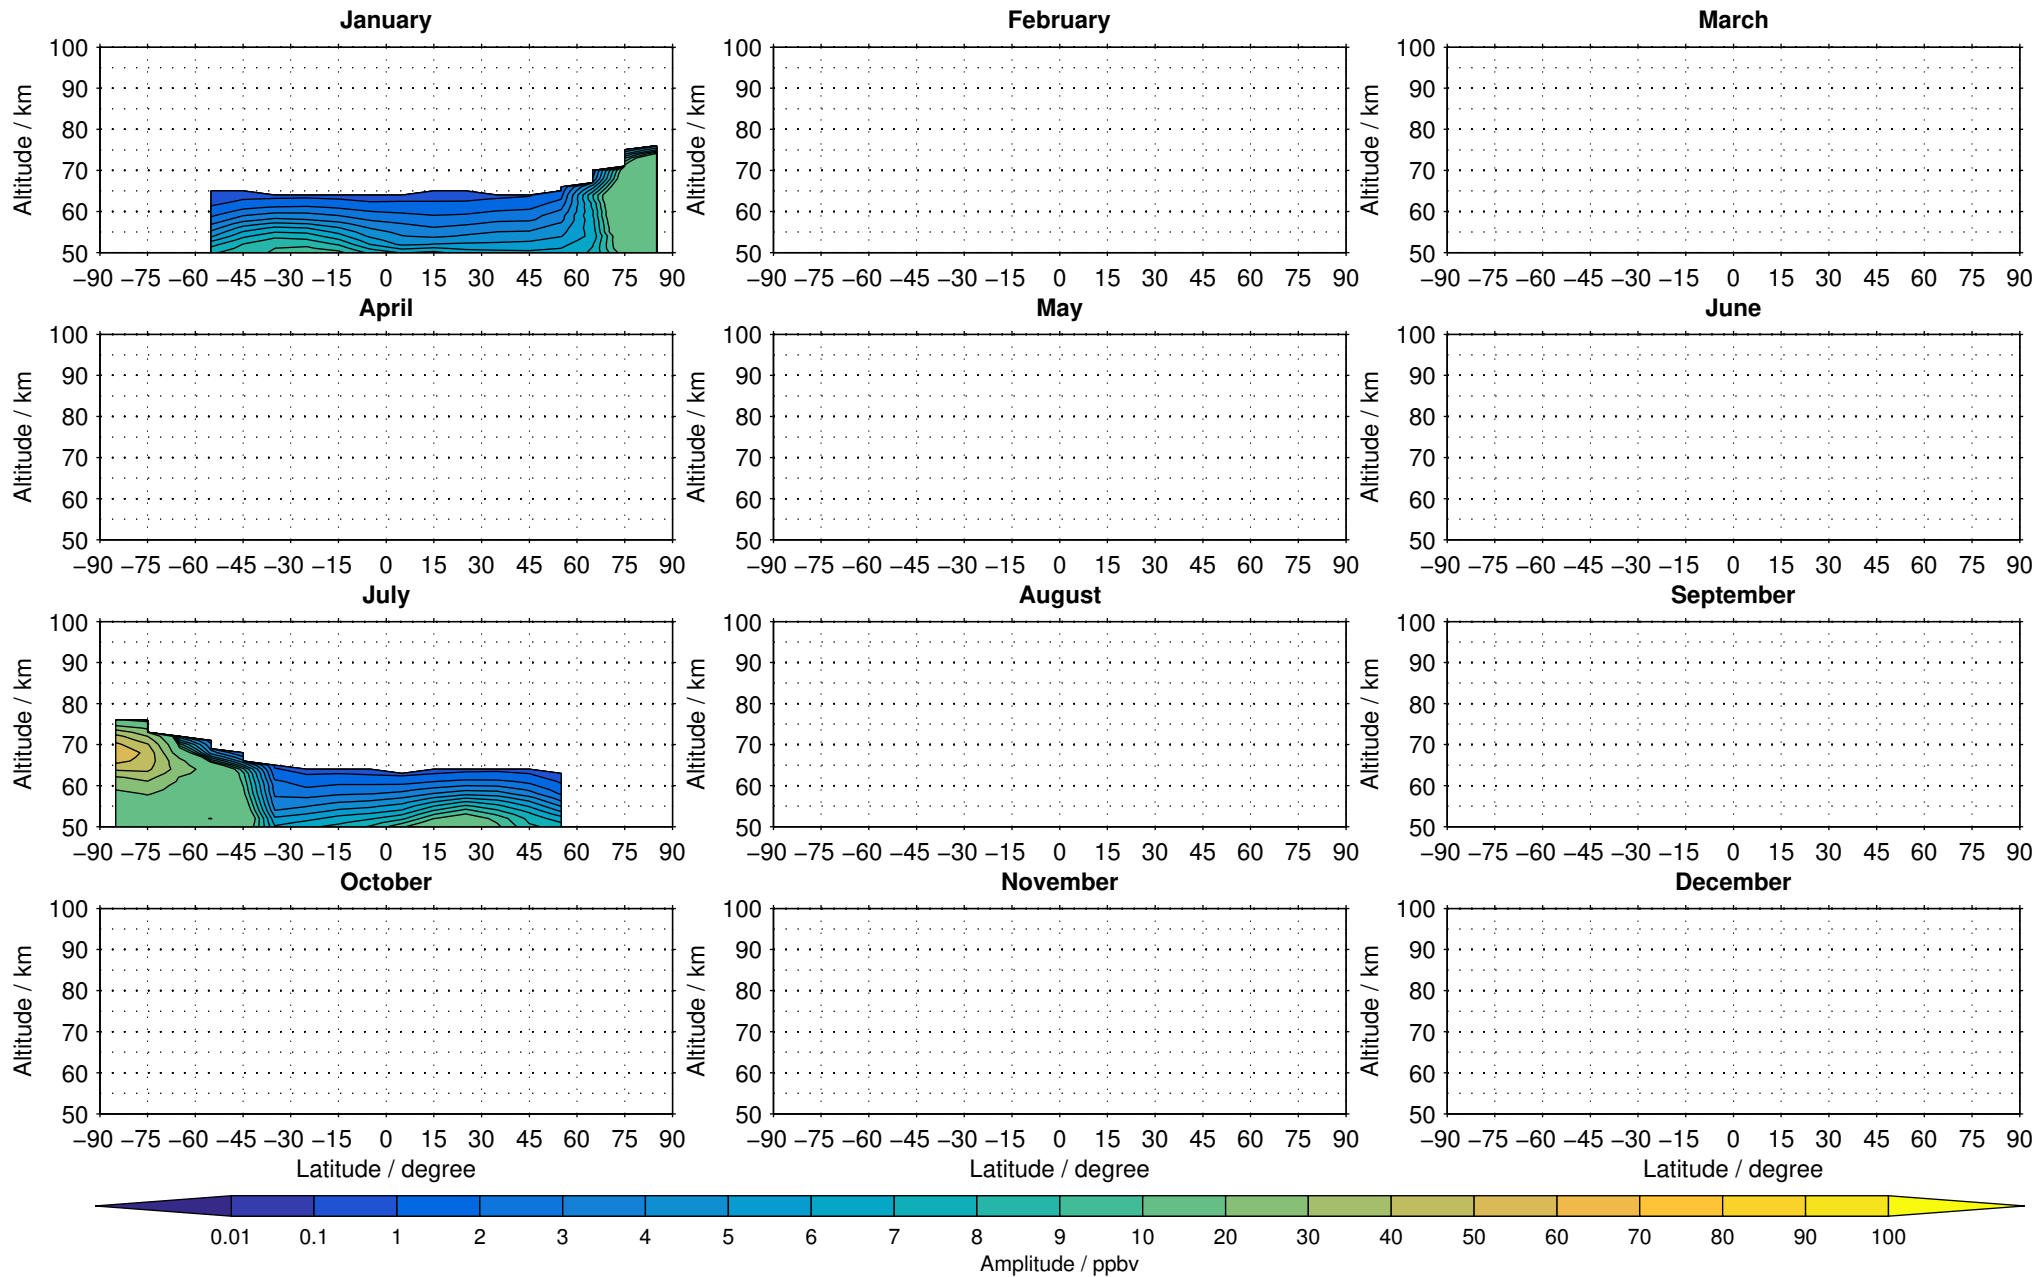 January February March
100 100 100
90 90 90
80 80 80
70 70 70
60 60 60
50 50 50
Altitude / km Altitude / km Altitude / km
−90 −75 −60 −45 −30 −15 0 15 30 45 60 75 90 −90 −75 −60 −45 −30 −15 0 15 30 45 60 75 90 −90 −75 −60 −45 −30 −15 0 15 30 45 60 75 90
April May June
100 100 100
90 90 90
80 80 80
70 70 70
60 60 60
50 50 50
Altitude / km Altitude / km Altitude / km
−90 −75 −60 −45 −30 −15 0 15 30 45 60 75 90 −90 −75 −60 −45 −30 −15 0 15 30 45 60 75 90 −90 −75 −60 −45 −30 −15 0 15 30 45 60 75 90
July August September
100 100 100
90 90 90
80 80 80
70 70 70
60 60 60
50 50 50
Altitude / km Altitude / km Altitude / km
−90 −75 −60 −45 −30 −15 0 15 30 45 60 75 90 −90 −75 −60 −45 −30 −15 0 15 30 45 60 75 90 −90 −75 −60 −45 −30 −15 0 15 30 45 60 75 90
October November December
100 100 100
90 90 90
80 80 80
70 70 70
60 60 60
50 50 50
Altitude / km Altitude / km Altitude / km
−90 −75 −60 −45 −30 −15 0 15 30 45 60 75 90 −90 −75 −60 −45 −30 −15 0 15 30 45 60 75 90 −90 −75 −60 −45 −30 −15 0 15 30 45 60 75 90
Latitude / degree Latitude / degree Latitude / degree
0.01 0.1 1 2 3 4 5 6 7 8 9 10 20 30 40 50 60 70 80 90 100
Amplitude / ppbv